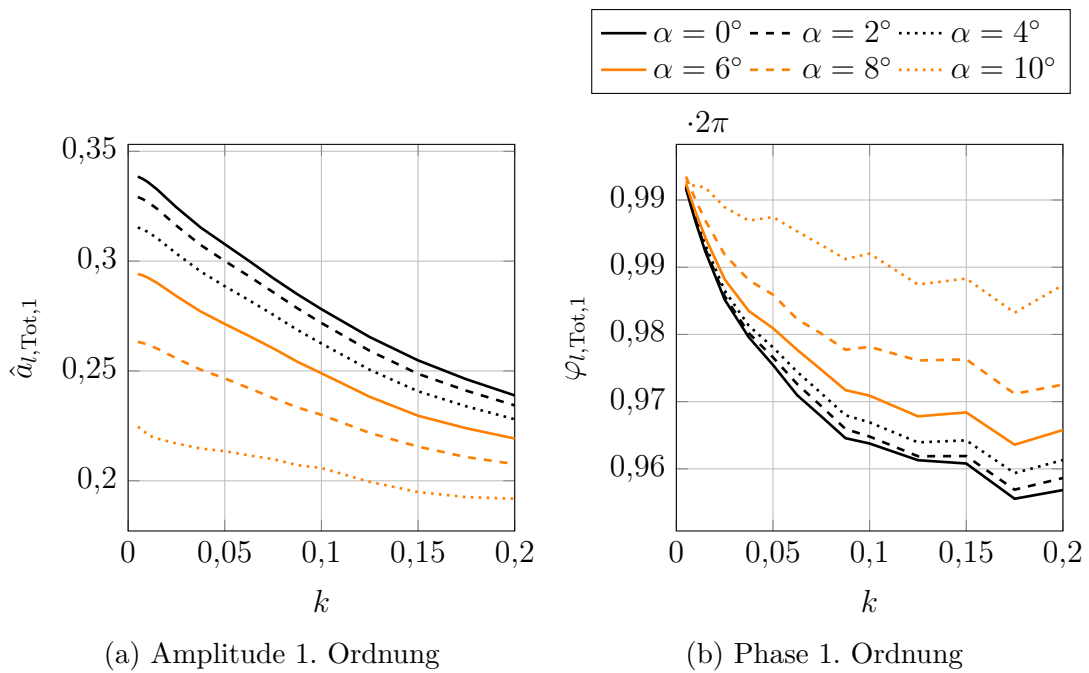 α = 0° α = 2° α = 4°
α = 6° α = 8° α = 10°
0,35
0,3
0,25
0,2
â_{l,Tot,1}
0 0,05 0,1 0,15 0,2
k
(a) Amplitude 1. Ordnung
·2π
0,99
0,99
0,98
0,97
0,96
φ_{l,Tot,1}
0 0,05 0,1 0,15 0,2
k
(b) Phase 1. Ordnung